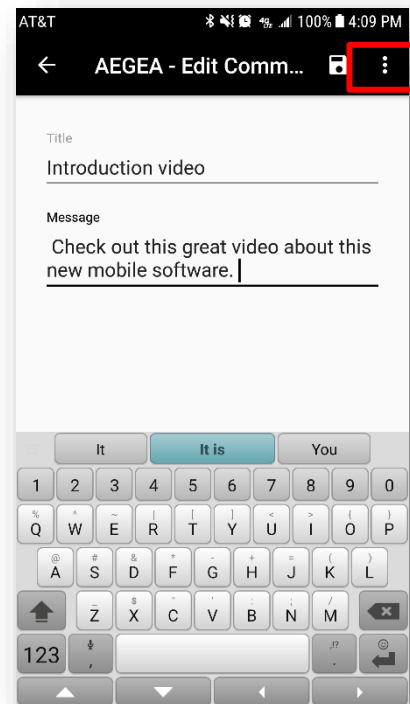 AT&T 4G 100% 4:09 PM
AEGEA - Edit Comm...
Title
Introduction video
Message
Check out this great video about this
new mobile software.
It It is You
1 2 3 4 5 6 7 8 9 0
% ^ ~ | [ ] < > { }
Q W E R T Y U I O P
@ # & * - + = ( )
A S D F G H J K L
_ $ " ' : ; /
Z X C V B N M
123 , ,!? .